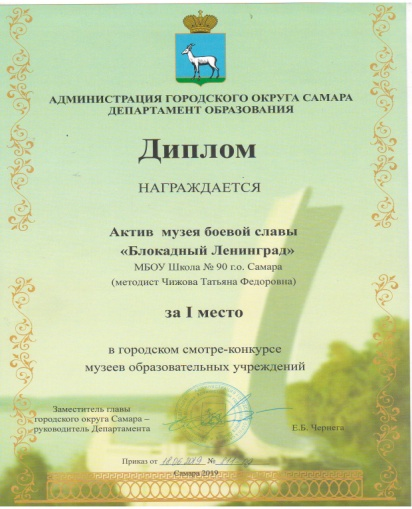 АДМИНИСТРАЦИЯ ГОРОДСКОГО ОКРУГА САМАРА
ДЕПАРТАМЕНТ ОБРАЗОВАНИЯ
Диплом
НАГРАЖДАЕТСЯ
Актив музея боевой славы
«Блокадный Ленинград»
МБОУ Школа № 90 г.о. Самара
(методист Чижова Татьяна Федоровна)
за I место
в городском смотре-конкурсе
музеев образовательных учреждений
Заместитель главы
городского округа Самара –
руководитель Департамента
Е.Б. Чернега
Приказ от №
Самара 2019